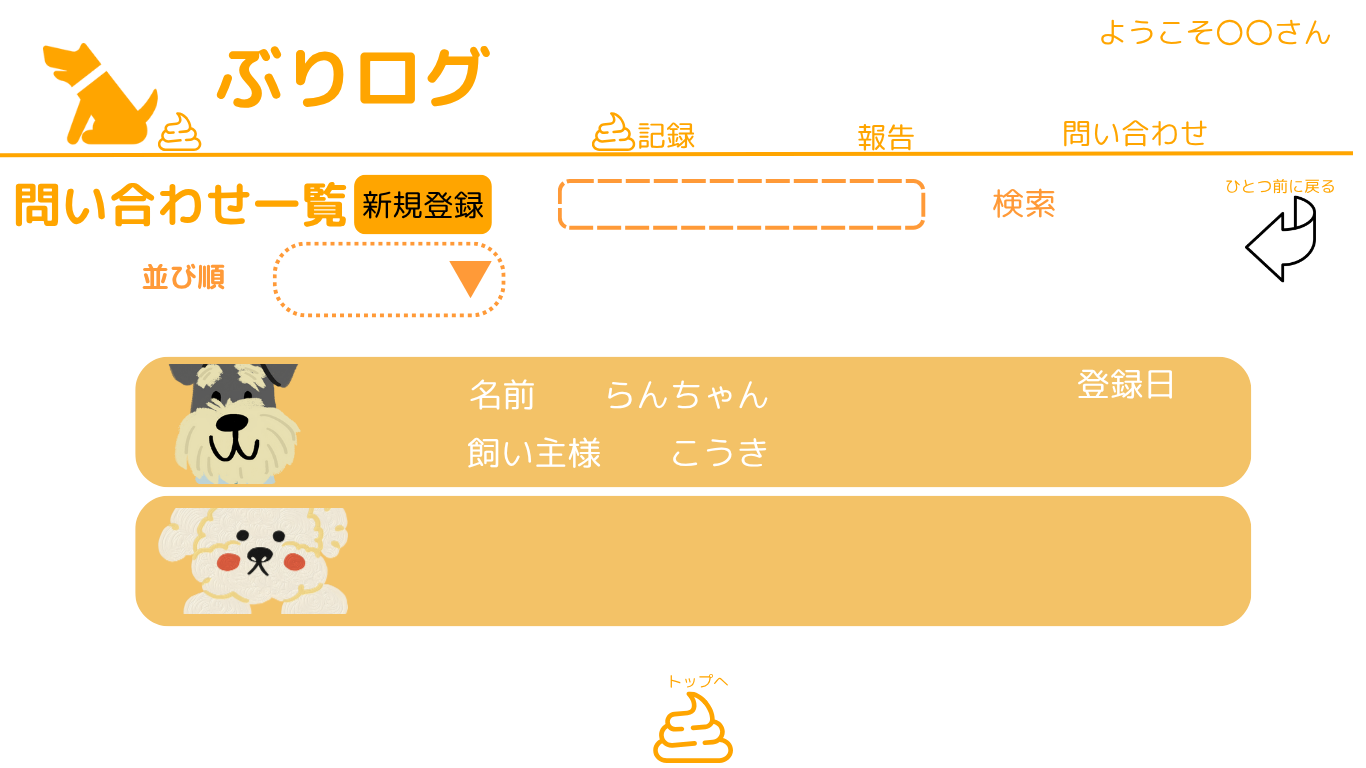 ようこそ〇〇さん
ぶりログ
記録
報告
問い合わせ
問い合わせ一覧
新規登録
検索
ひとつ前に戻る
並び順
名前 らんちゃん
登録日
飼い主様 こうき
トップへ